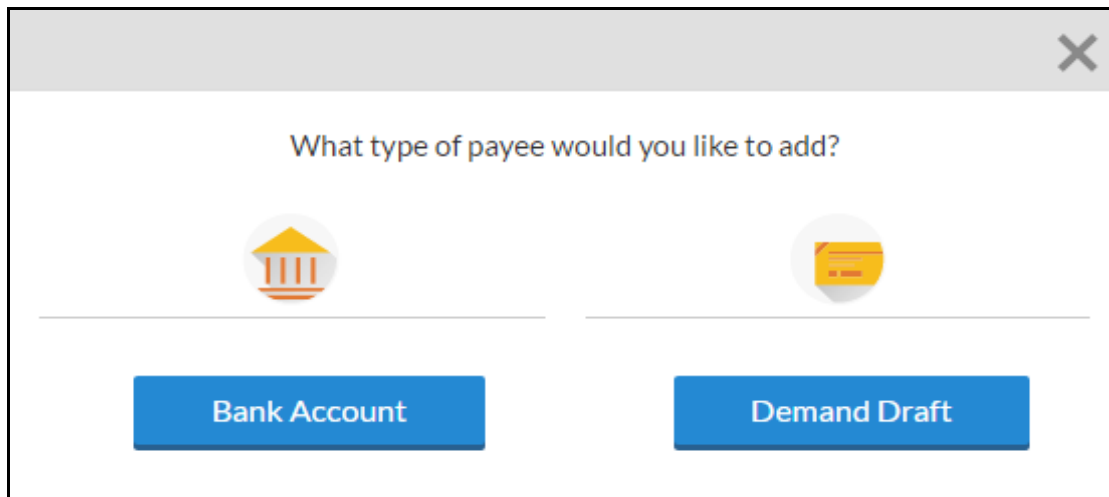 What type of payee would you like to add?
Bank Account
Demand Draft